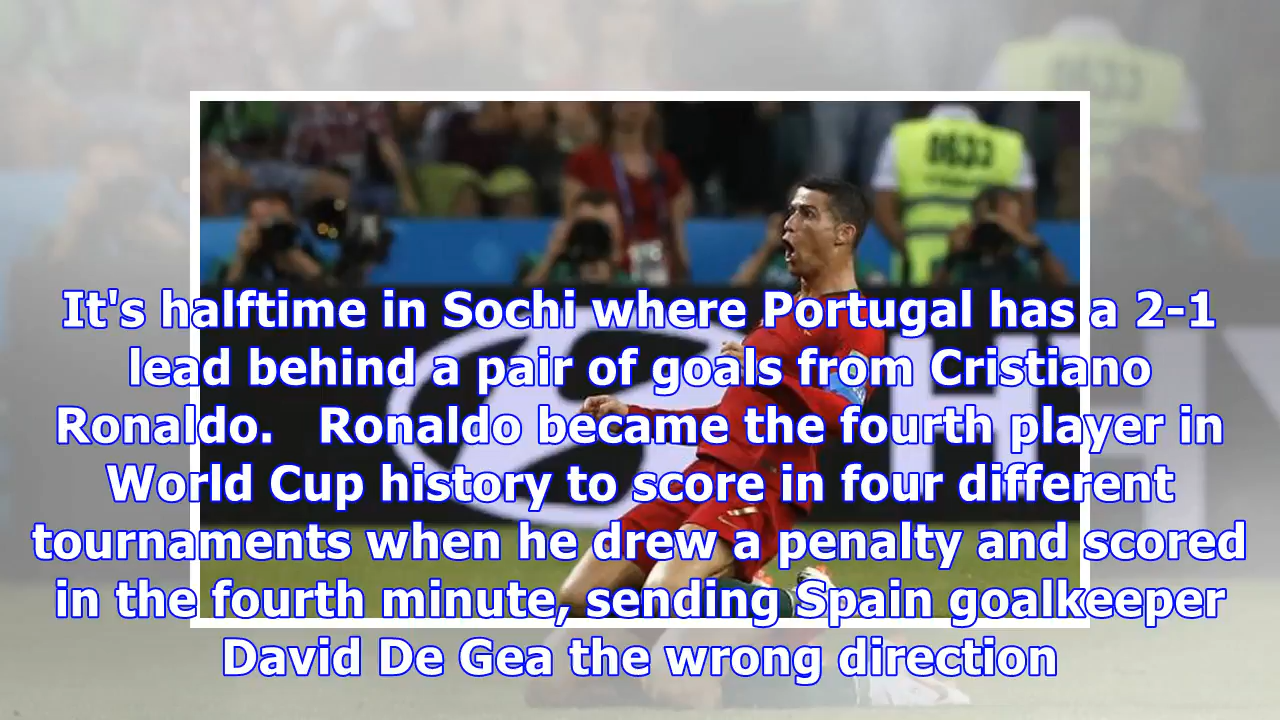 0633
It's halftime in Sochi where Portugal has a 2-1
lead behind a pair of goals from Cristiano
Ronaldo.   Ronaldo became the fourth player in
World Cup history to score in four different
tournaments when he drew a penalty and scored
in the fourth minute, sending Spain goalkeeper
David De Gea the wrong direction